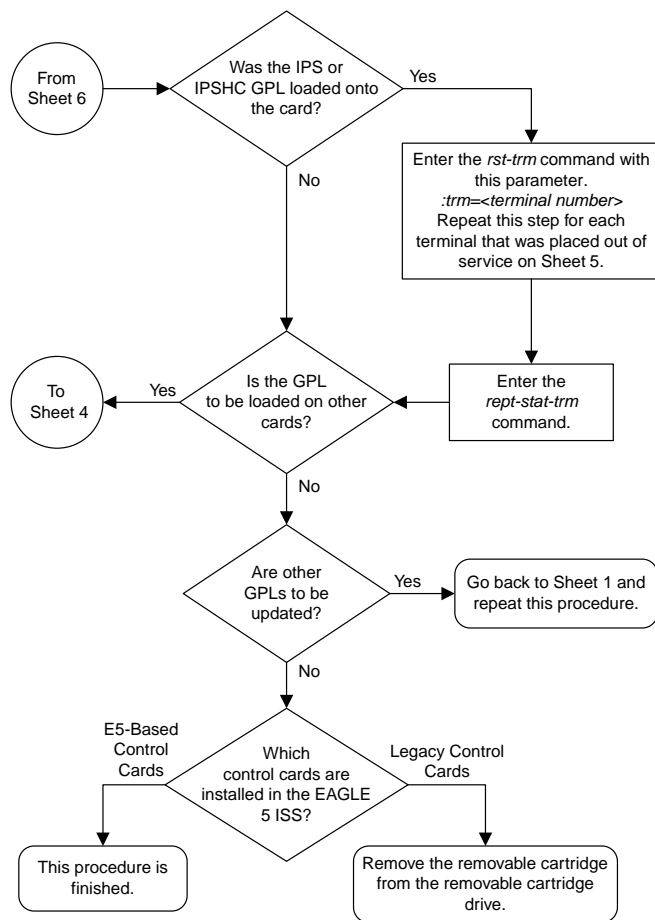 From
Sheet 6
Was the IPS or
IPSHC GPL loaded onto
the card?
Yes
No
Enter the rst-trm command with
this parameter.
:trm=<terminal number>
Repeat this step for each
terminal that was placed out of
service on Sheet 5.
To
Sheet 4
Yes
Is the GPL
to be loaded on other
cards?
Enter the
rept-stat-trm
command.
No
Are other
GPLs to be
updated?
Yes
Go back to Sheet 1 and
repeat this procedure.
No
E5-Based
Control
Cards
Which
control cards are
installed in the EAGLE
5 ISS?
Legacy Control
Cards
This procedure is
finished.
Remove the removable cartridge
from the removable cartridge
drive.